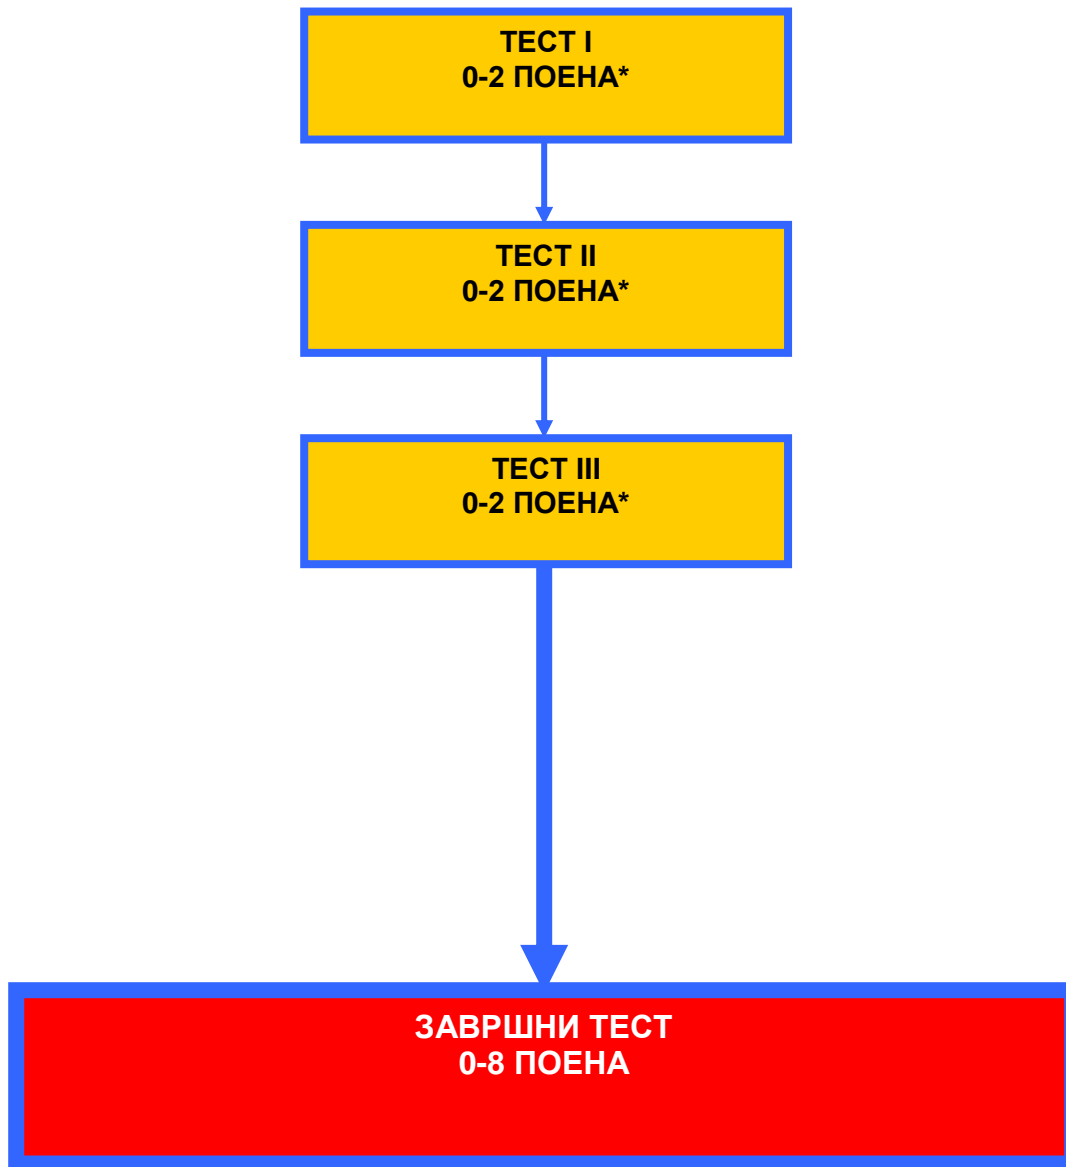 ТЕСТ I
0-2 ПОЕНА*
ТЕСТ II
0-2 ПОЕНА*
ТЕСТ III
0-2 ПОЕНА*
ЗАВРШНИ ТЕСТ
0-8 ПОЕНА